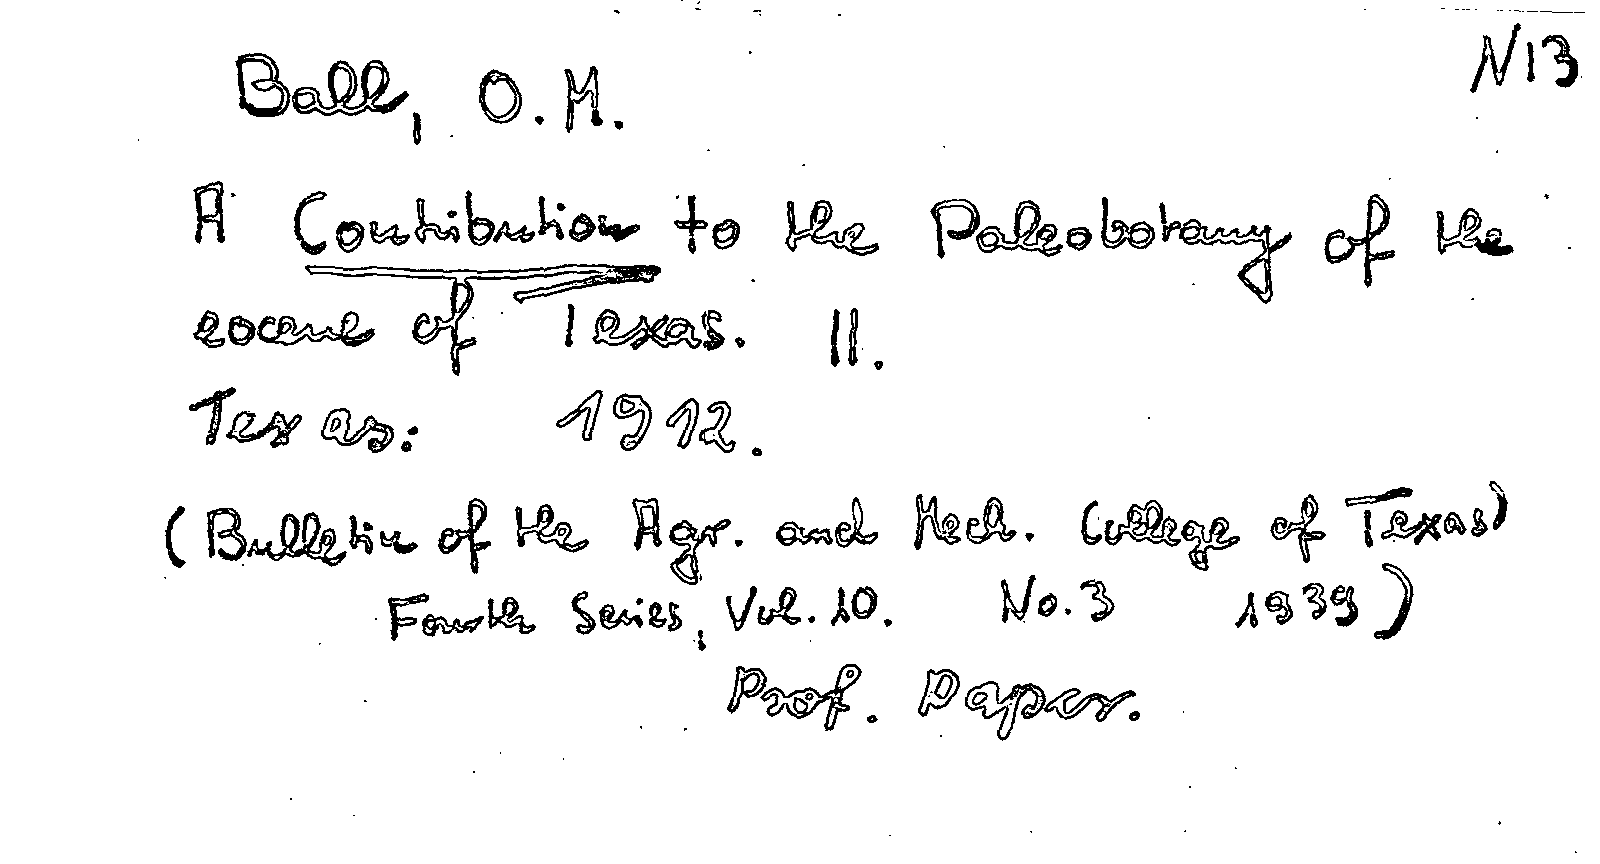 N13
Ball, O.M.
A Contribution to the Paleobotany of the
eocene of Texas. II.
Texas: 1912.
(Bulletin of the Agr. and Mech. College of Texas)
Fourth Series, Vol. 10. No. 3 1939)
Prof. Paper.